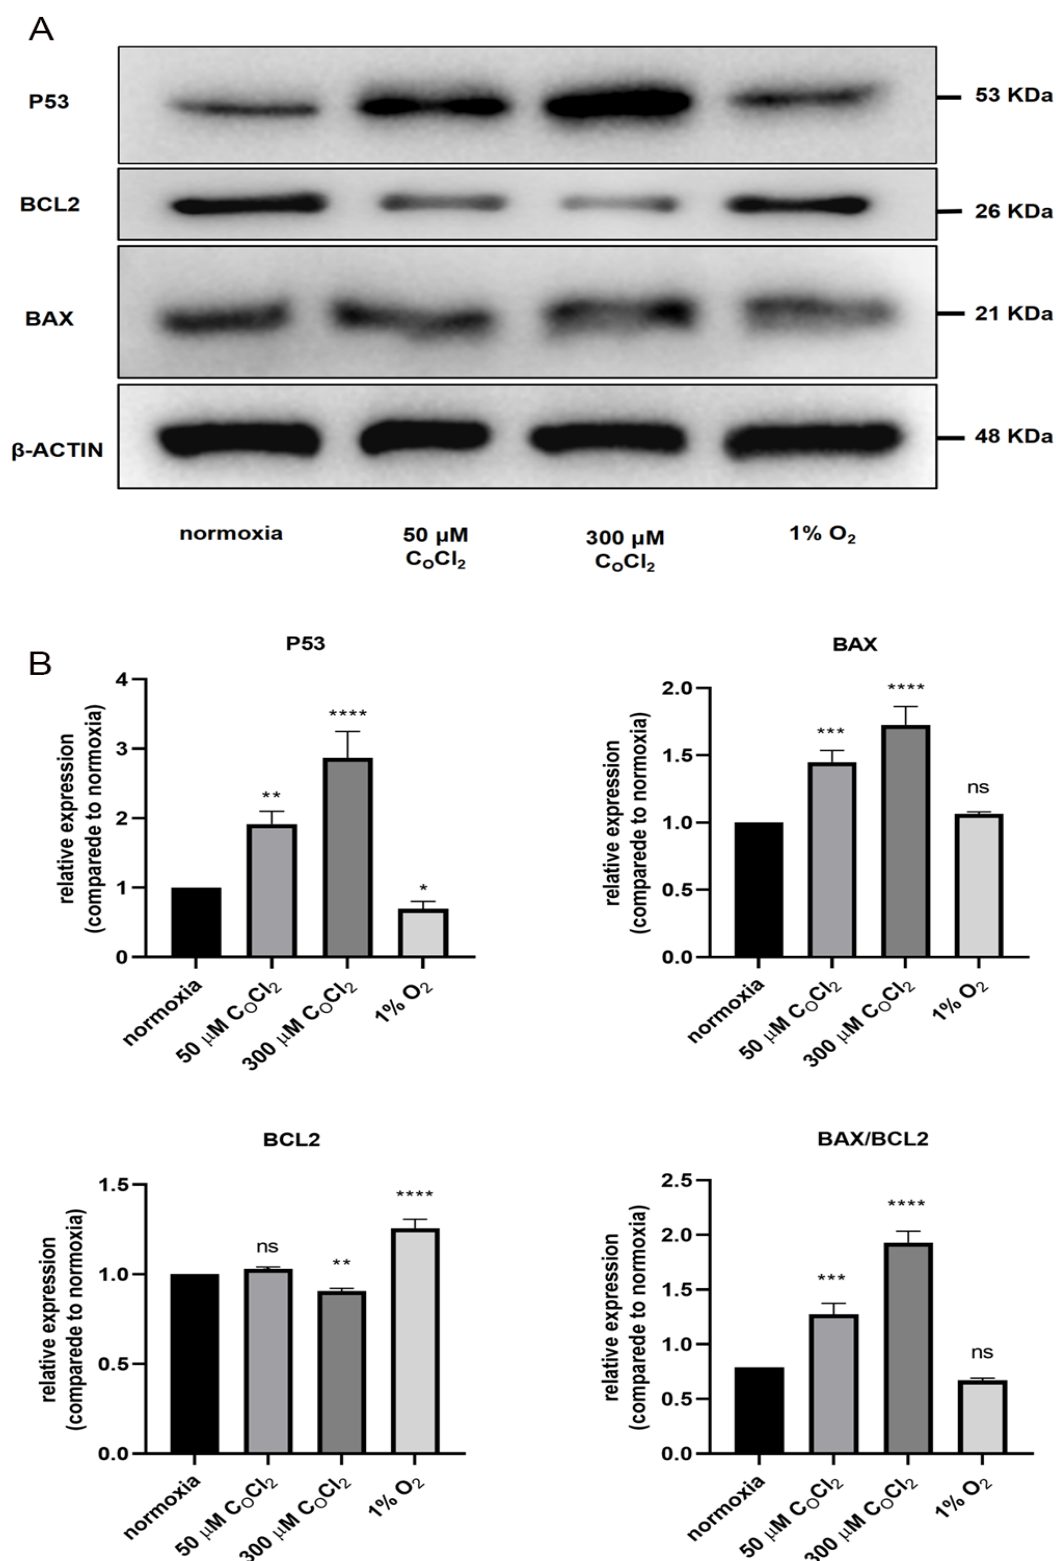 A
P53
53 KDa
BCL2
26 KDa
BAX
21 KDa
β-ACTIN
48 KDa
normoxia
50 µM
CₒCl₂
300 µM
CₒCl₂
1% O₂
B
P53
relative expression
(comparede to normoxia)
4
3
2
1
0
**
****
*
normoxia
50 µM CₒCl₂
300 µM CₒCl₂
1% O₂
BAX
relative expression
(comparede to normoxia)
2.0
1.5
1.0
0.5
0.0
***
****
ns
normoxia
50 µM CₒCl₂
300 µM CₒCl₂
1% O₂
BCL2
relative expression
(comparede to normoxia)
1.5
1.0
0.5
0.0
ns
**
****
normoxia
50 µM CₒCl₂
300 µM CₒCl₂
1% O₂
BAX/BCL2
relative expression
(comparede to normoxia)
2.5
2.0
1.5
1.0
0.5
0.0
***
****
ns
normoxia
50 µM CₒCl₂
300 µM CₒCl₂
1% O₂